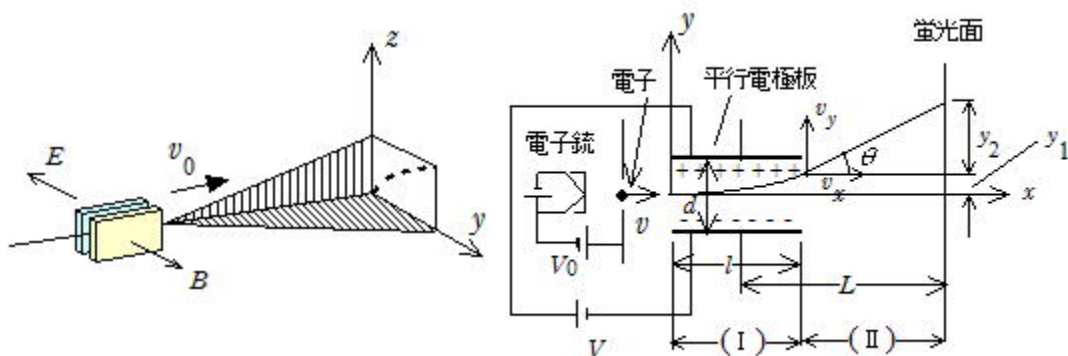 z
E
v0
y
B
y
蛍光面
電子
平行電極板
電子銃
vy
y2
y1
θ
+ + + + + + +
vx
x
v
d
- - - - -
V0
l
L
V
(Ⅰ)
(Ⅱ)